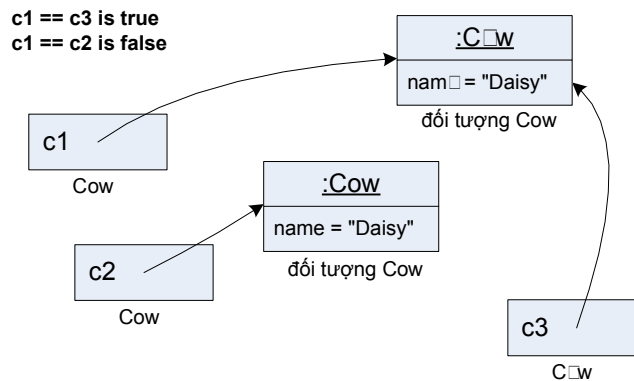 c1 == c3 is true
c1 == c2 is false
:C□w
nam□ = "Daisy"
đối tượng Cow
c1
Cow
:Cow
name = "Daisy"
đối tượng Cow
c2
Cow
c3
C□w